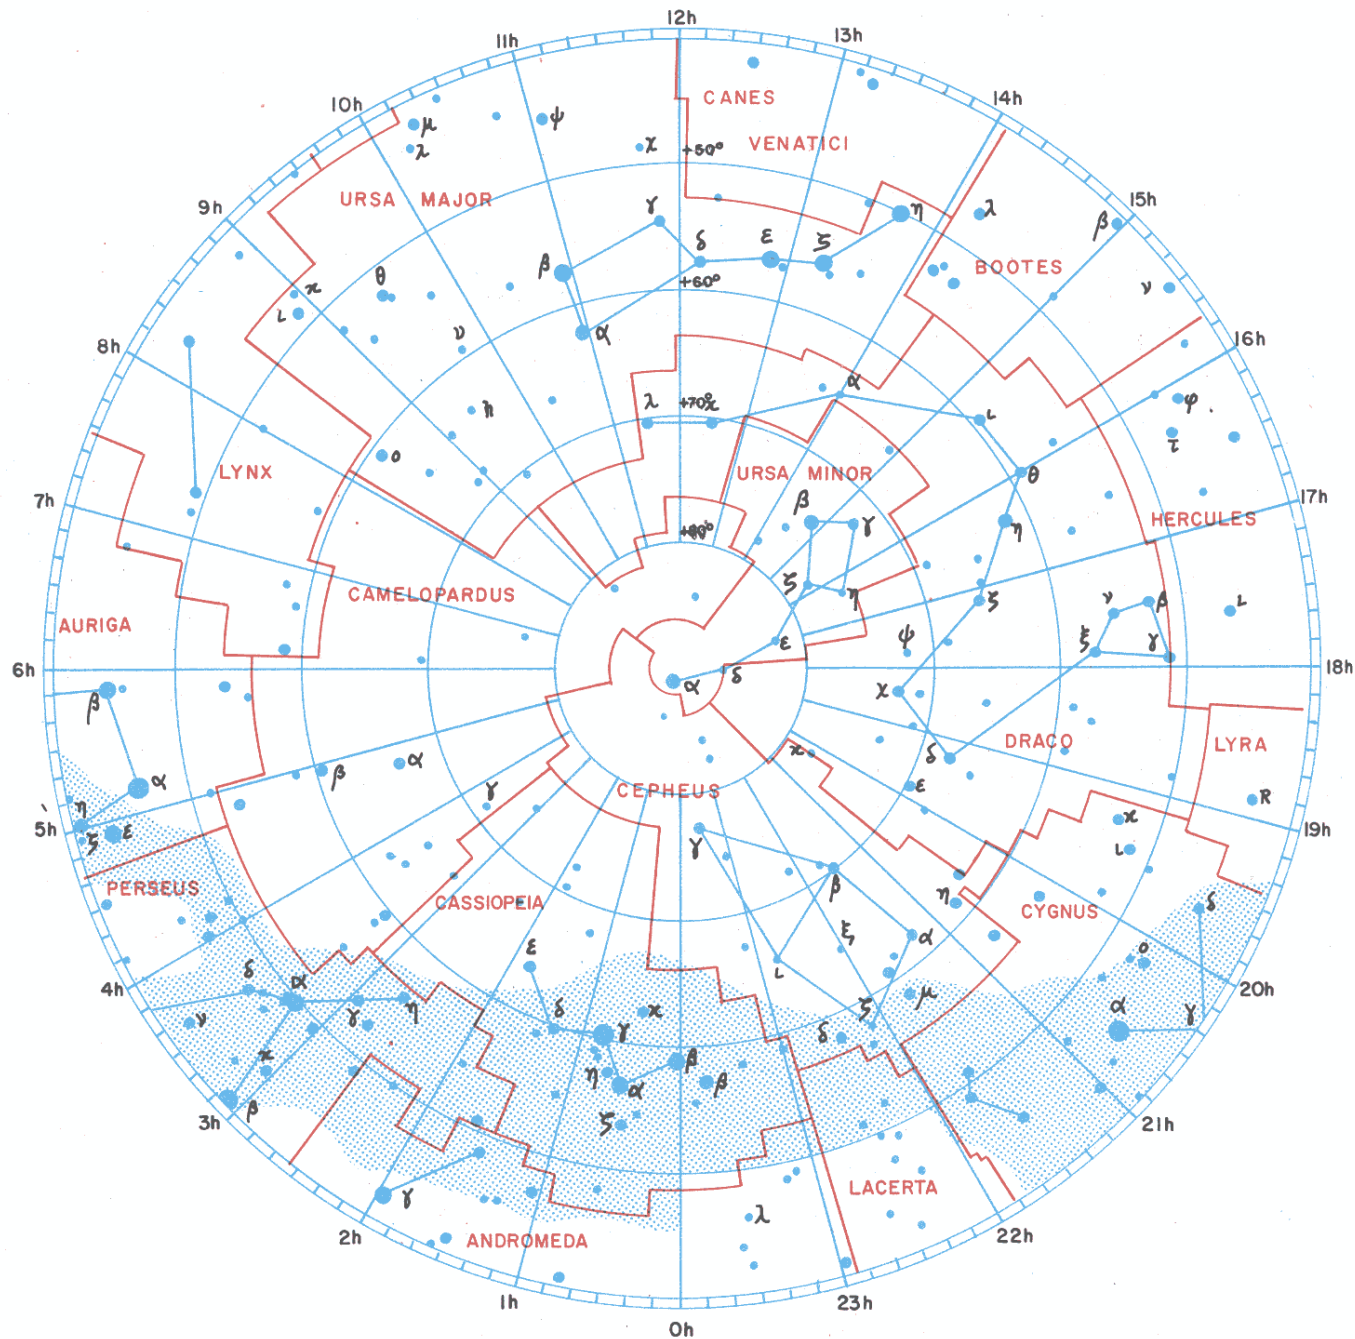 12h
11h
13h
10h
CANES
14h
μ
ψ
λ
χ
+50°
VENATICI
URSA MAJOR
9h
15h
γ
η
λ
β
δ
ε
ζ
β
BOOTES
θ
+60°
κ
ι
ν
υ
α
8h
16h
α
λ
+70°κ
ι
φ
h
τ
ο
LYNX
URSA MINOR
θ
7h
17h
β
γ
η
HERCULES
ζ
η
CAMELOPARDUS
ζ
ν
β
ι
AURIGA
ψ
ξ
γ
ε
6h
18h
α
δ
β
χ
κ
DRACO
LYRA
α
β
α
δ
ε
R
CEPHEUS
γ
η
κ
5h
19h
ζ
ε
γ
ι
β
PERSEUS
CASSIOPEIA
η
CYGNUS
δ
ξ
α
ε
ι
ο
4h
20h
δ
α
μ
γ
η
κ
ζ
α
γ
ν
δ
γ
δ
κ
β
η
α
β
β
3h
21h
ζ
γ
LACERTA
λ
2h
22h
ANDROMEDA
1h
23h
0h